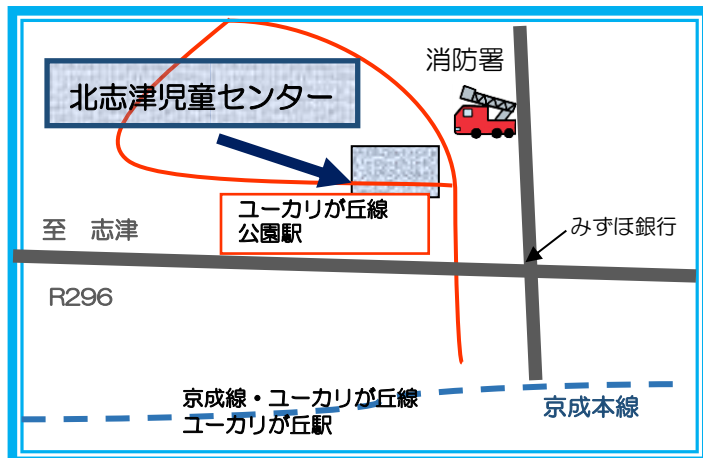 消防署
北志津児童センター
ユーカリが丘線
公園駅
至　志津
みずほ銀行
R296
京成線・ユーカリが丘線
ユーカリが丘駅
京成本線